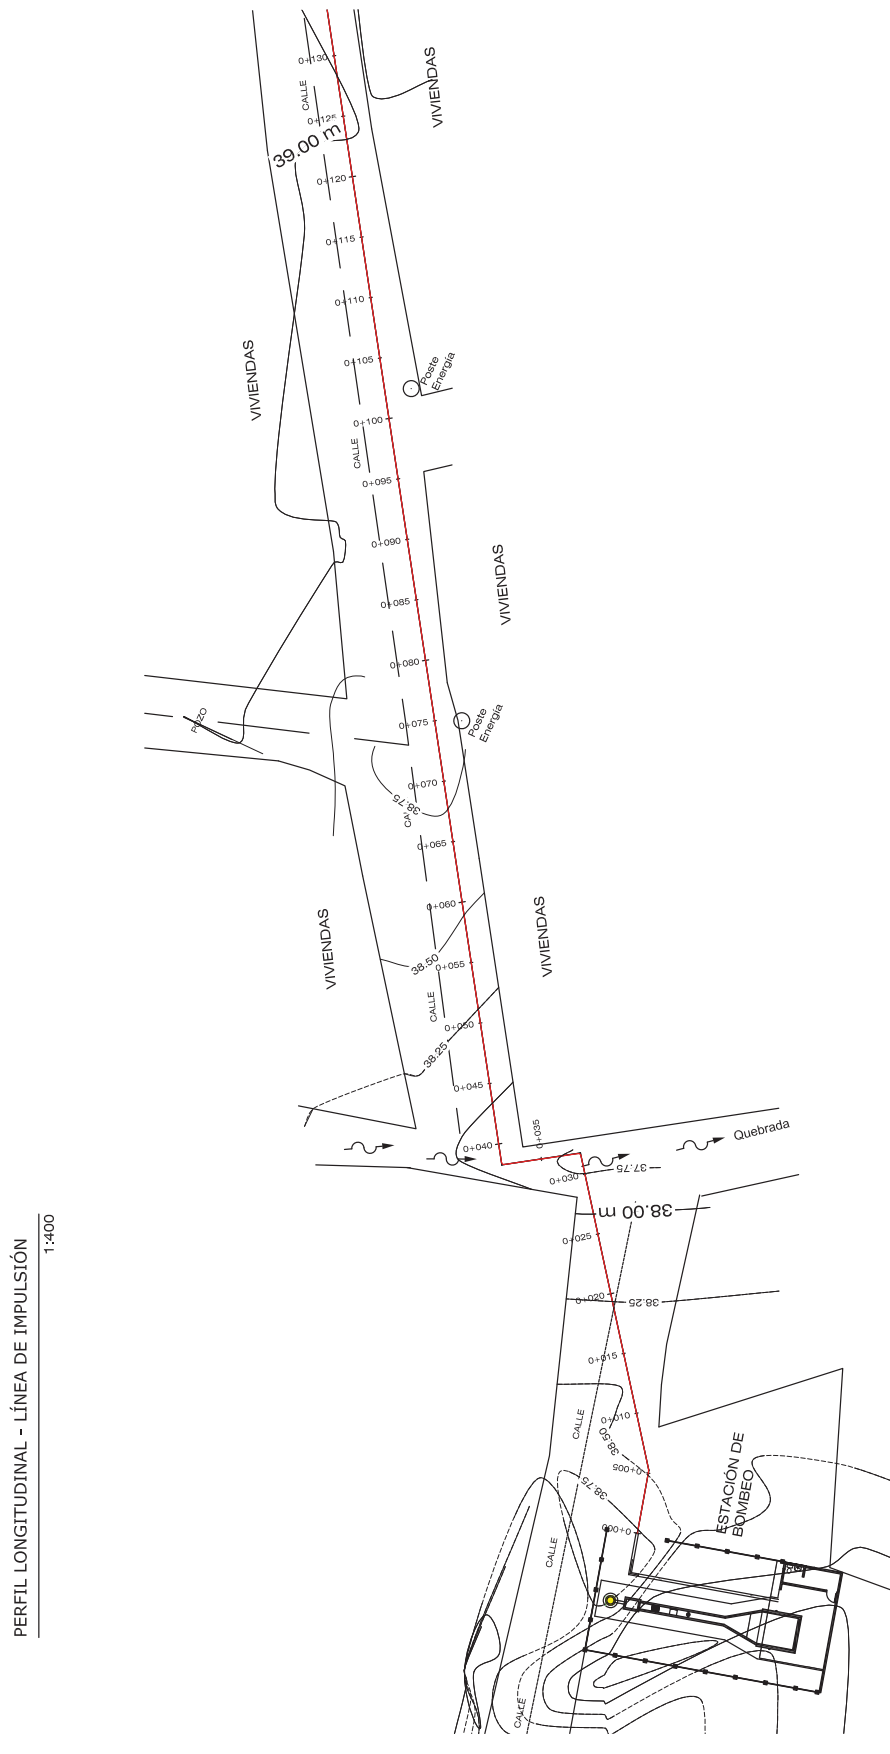 0+130
VIVIENDAS
CALLE
0+125
39.00 m
0+120
0+115
0+110
VIVIENDAS
0+105
Poste
Energía
0+100
CALLE
0+095
0+090
VIVIENDAS
0+085
0+080
POZO
0+075
Poste
Energía
0+070
38.75
CA
0+065
0+060
VIVIENDAS
VIVIENDAS
38.50
0+055
CALLE
0+050
38.25
0+045
0+035
Quebrada
0+040
37.75
0+030
38.00 m
0+025
PERFIL LONGITUDINAL - LÍNEA DE IMPULSIÓN
1:400
0+020
38.25
0+015
0+010
CALLE
38.50
0+005
38.75
ESTACIÓN DE
BOMBEO
0+000
CALLE
CALLE